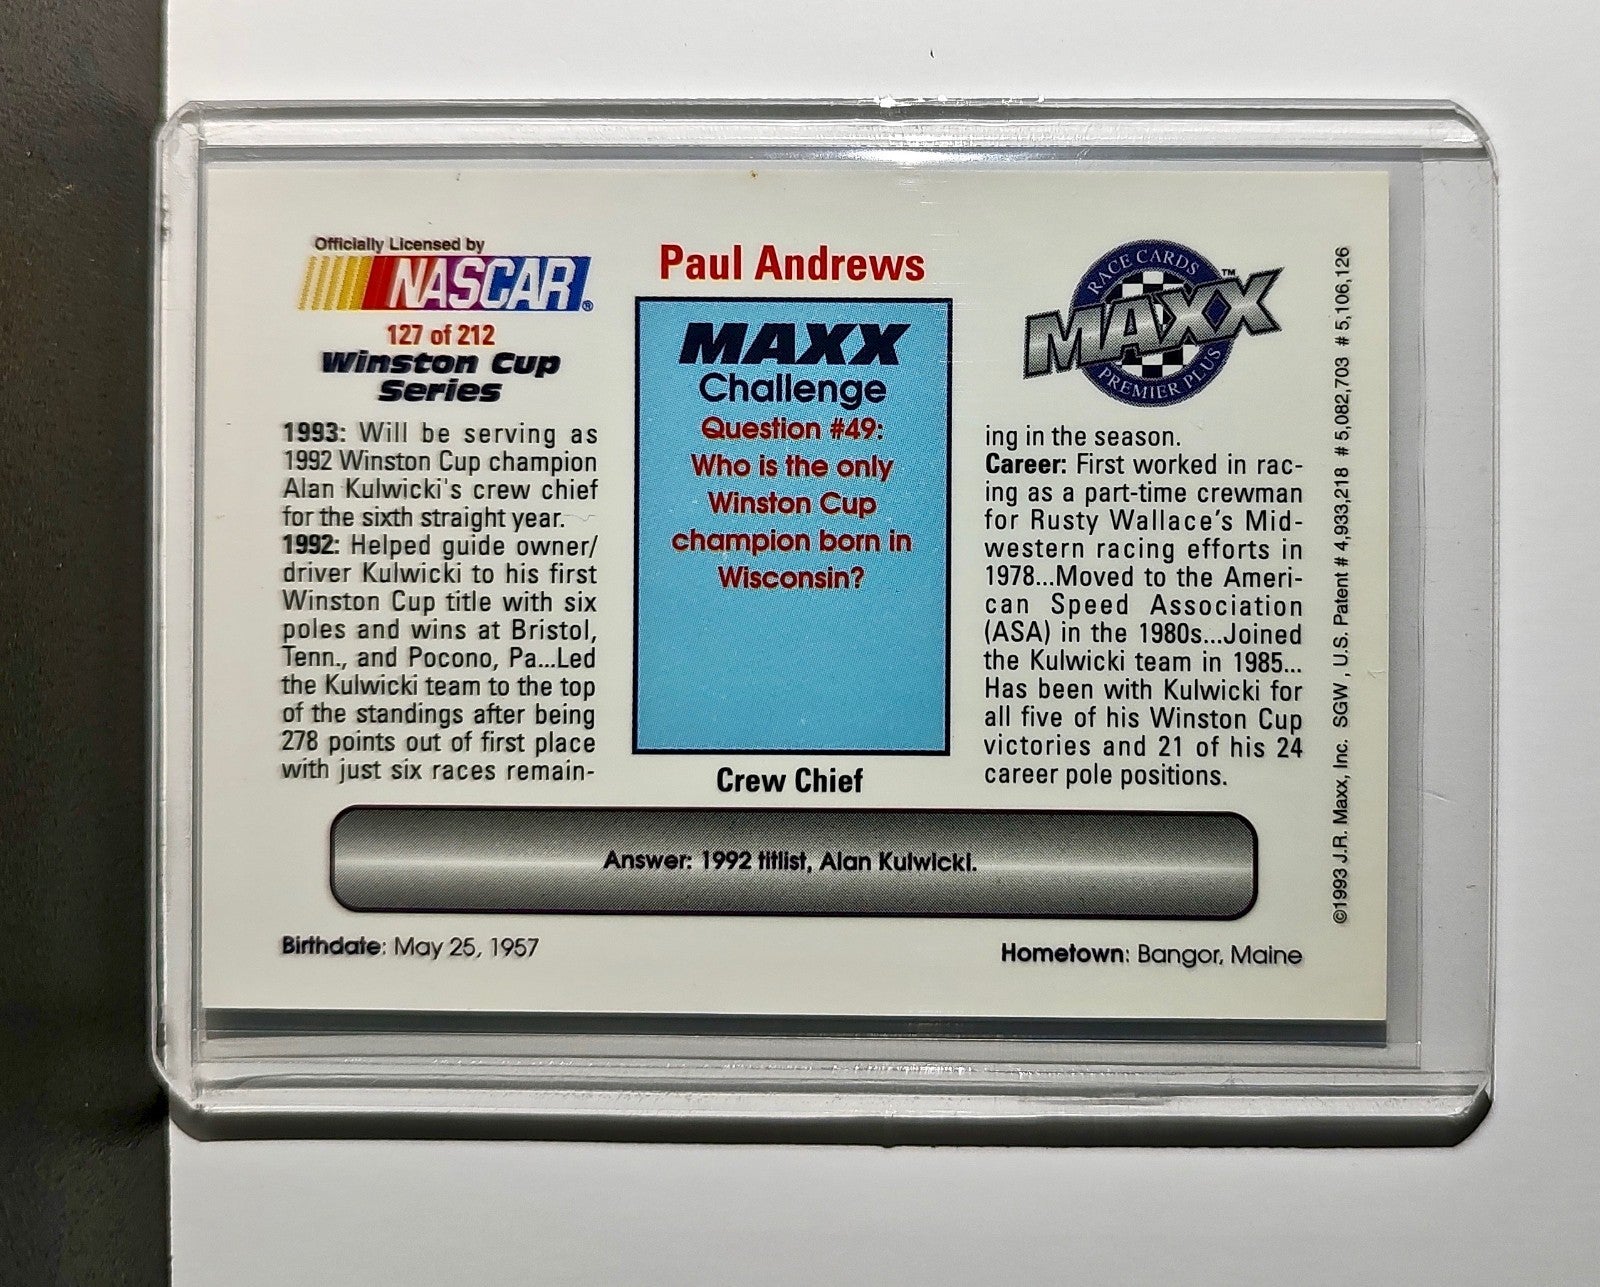 Officially Licensed by
NASCAR®
127 of 212
Winston Cup
Series
1993: Will be serving as
1992 Winston Cup champion
Alan Kulwicki's crew chief
for the sixth straight year.
1992: Helped guide owner/
driver Kulwicki to his first
Winston Cup title with six
poles and wins at Bristol,
Tenn., and Pocono, Pa...Led
the Kulwicki team to the top
of the standings after being
278 points out of first place
with just six races remain-
Paul Andrews
MAXX
Challenge
Question #49:
Who is the only
Winston Cup
champion born in
Wisconsin?
Crew Chief
RACE CARDS
MAXX™
PREMIER PLUS
ing in the season.
Career: First worked in rac-
ing as a part-time crewman
for Rusty Wallace's Mid-
western racing efforts in
1978...Moved to the Ameri-
can Speed Association
(ASA) in the 1980s...Joined
the Kulwicki team in 1985...
Has been with Kulwicki for
all five of his Winston Cup
victories and 21 of his 24
career pole positions.
Answer: 1992 titlist, Alan Kulwicki.
Birthdate: May 25, 1957
Hometown: Bangor, Maine
©1993 J.R. Maxx, Inc. SGW , U.S. Patent # 4,933,218 # 5,082,703 # 5,106,126